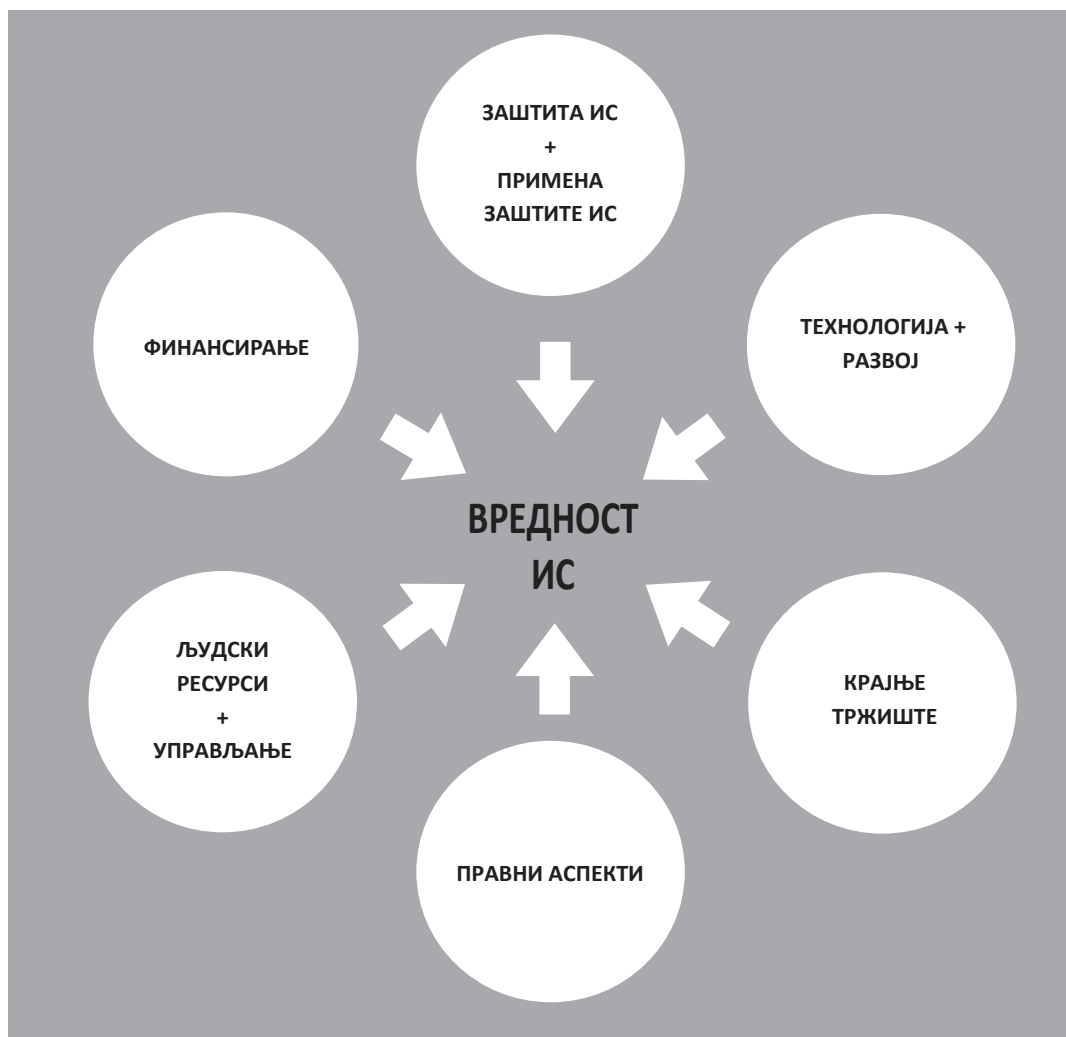 ЗАШТИТА ИС
+
ПРИМЕНА
ЗАШТИТЕ ИС
ФИНАНСИРАЊЕ
ТЕХНОЛОГИЈА +
РАЗВОЈ
ВРЕДНОСТ
ИС
ЉУДСКИ
РЕСУРСИ
+
УПРАВЉАЊЕ
КРАЈЊЕ
ТРЖИШТЕ
ПРАВНИ АСПЕКТИ